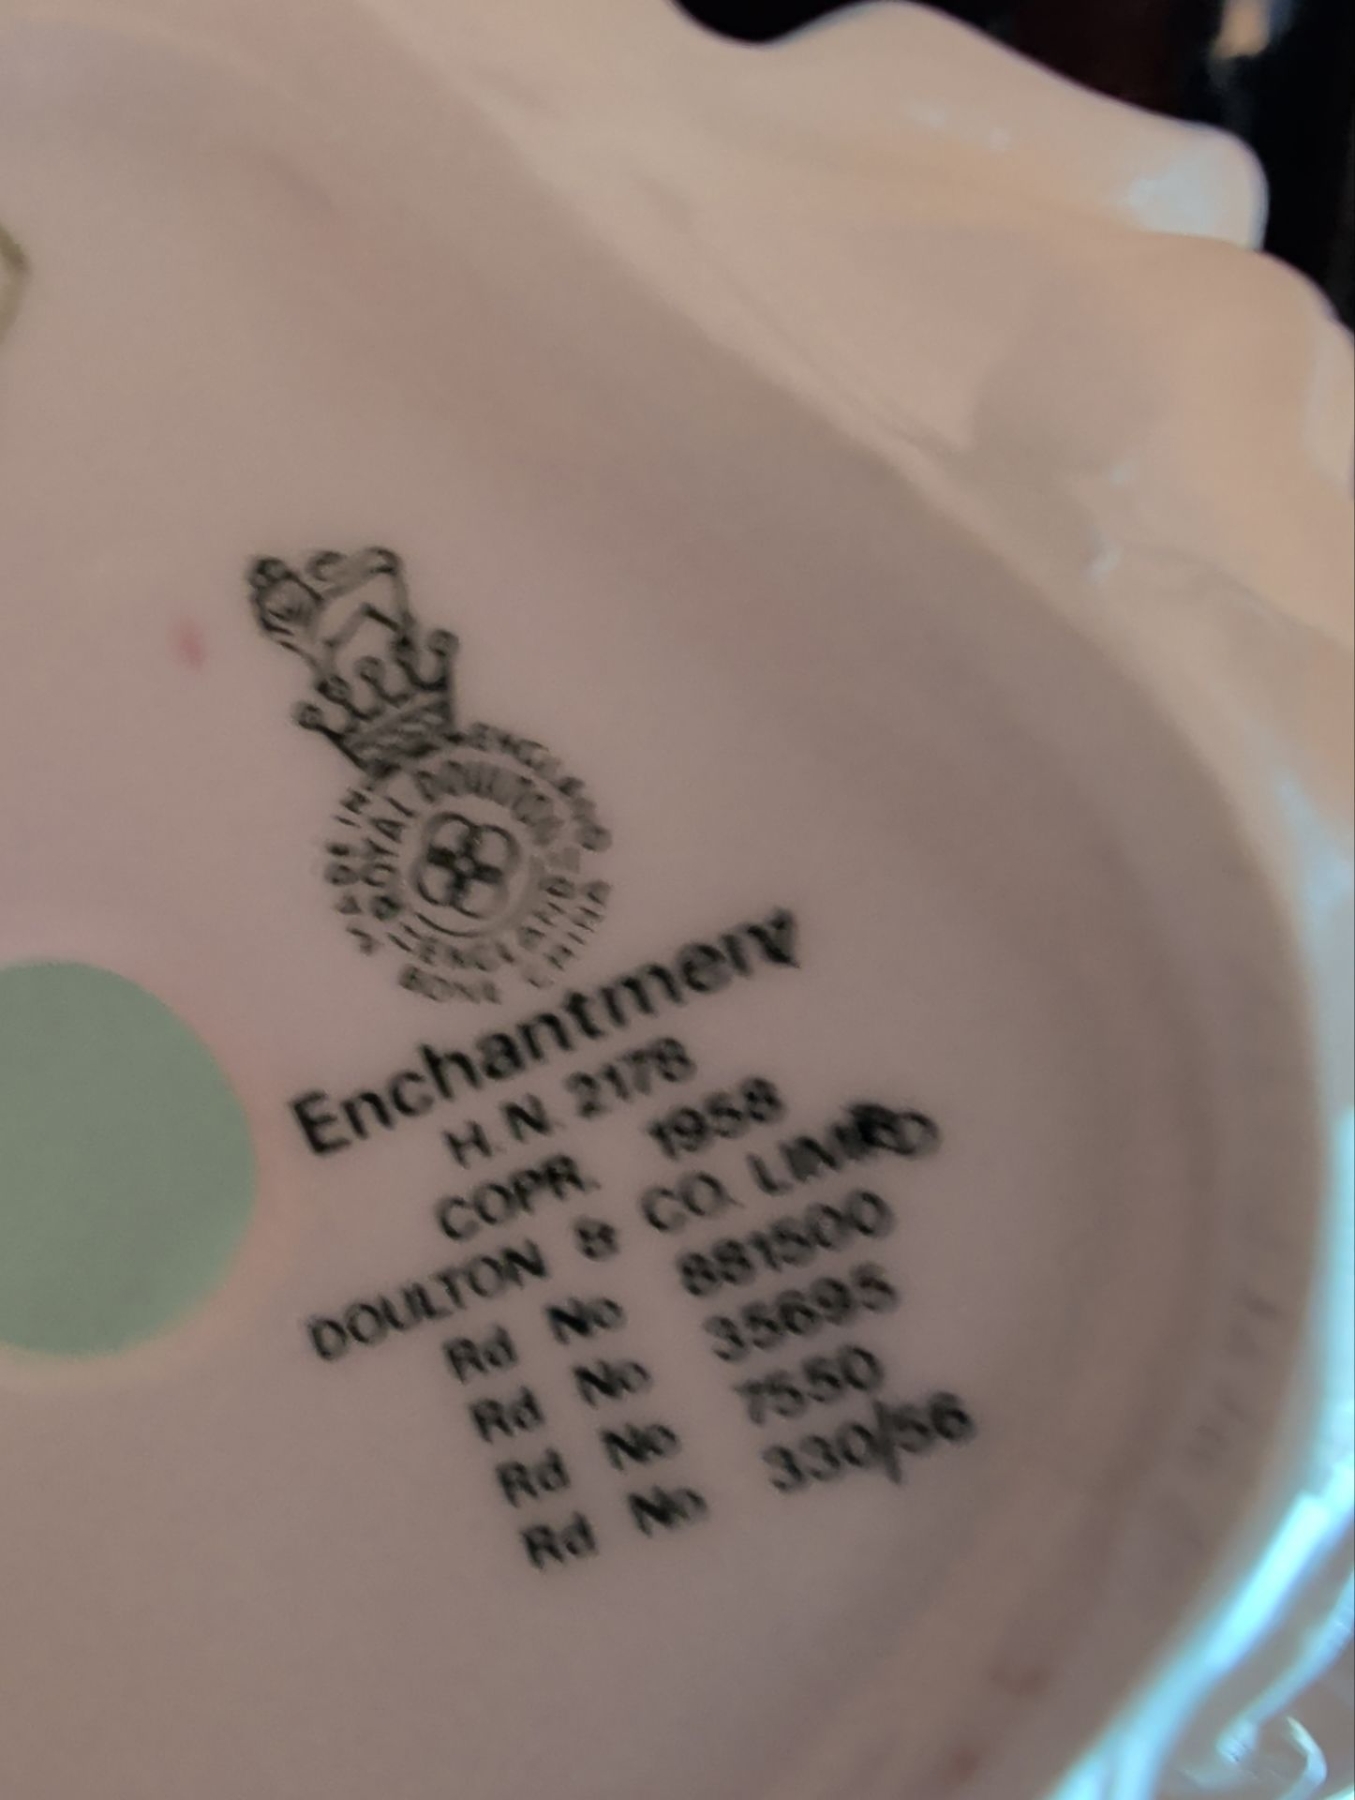 MADE IN ENGLAND
ROYAL DOULTON
ENGLAND
BONE CHINA
Enchantment
H.N. 2178
COPR. 1958
DOULTON & CO. LIMITED
Rd No 881500
Rd No 35695
Rd No 7550
Rd No 330/56